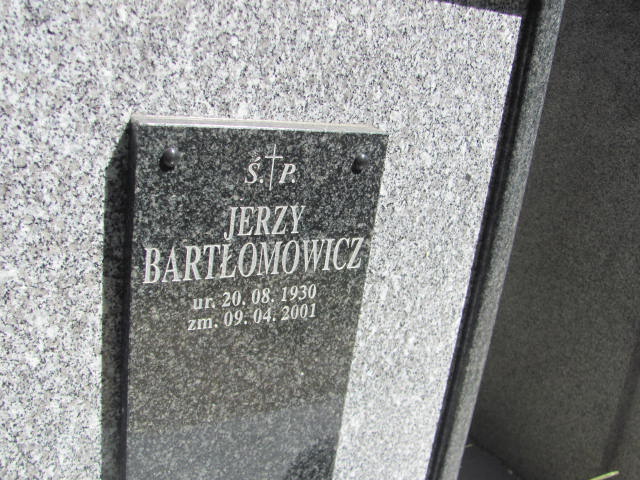 Ś.†P.
JERZY
BARTŁOMOWICZ
ur. 20. 08. 1930
zm. 09. 04. 2001